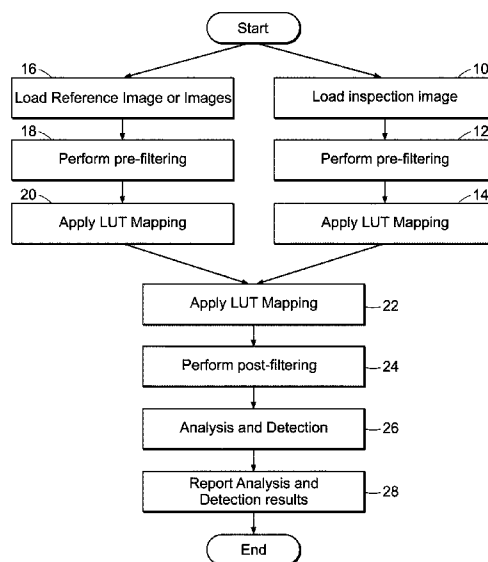 Start
16
Load Reference Image or Images
10
Load inspection image
18
Perform pre-filtering
12
Perform pre-filtering
20
Apply LUT Mapping
14
Apply LUT Mapping
Apply LUT Mapping
22
Perform post-filtering
24
Analysis and Detection
26
Report Analysis and
Detection results
28
End